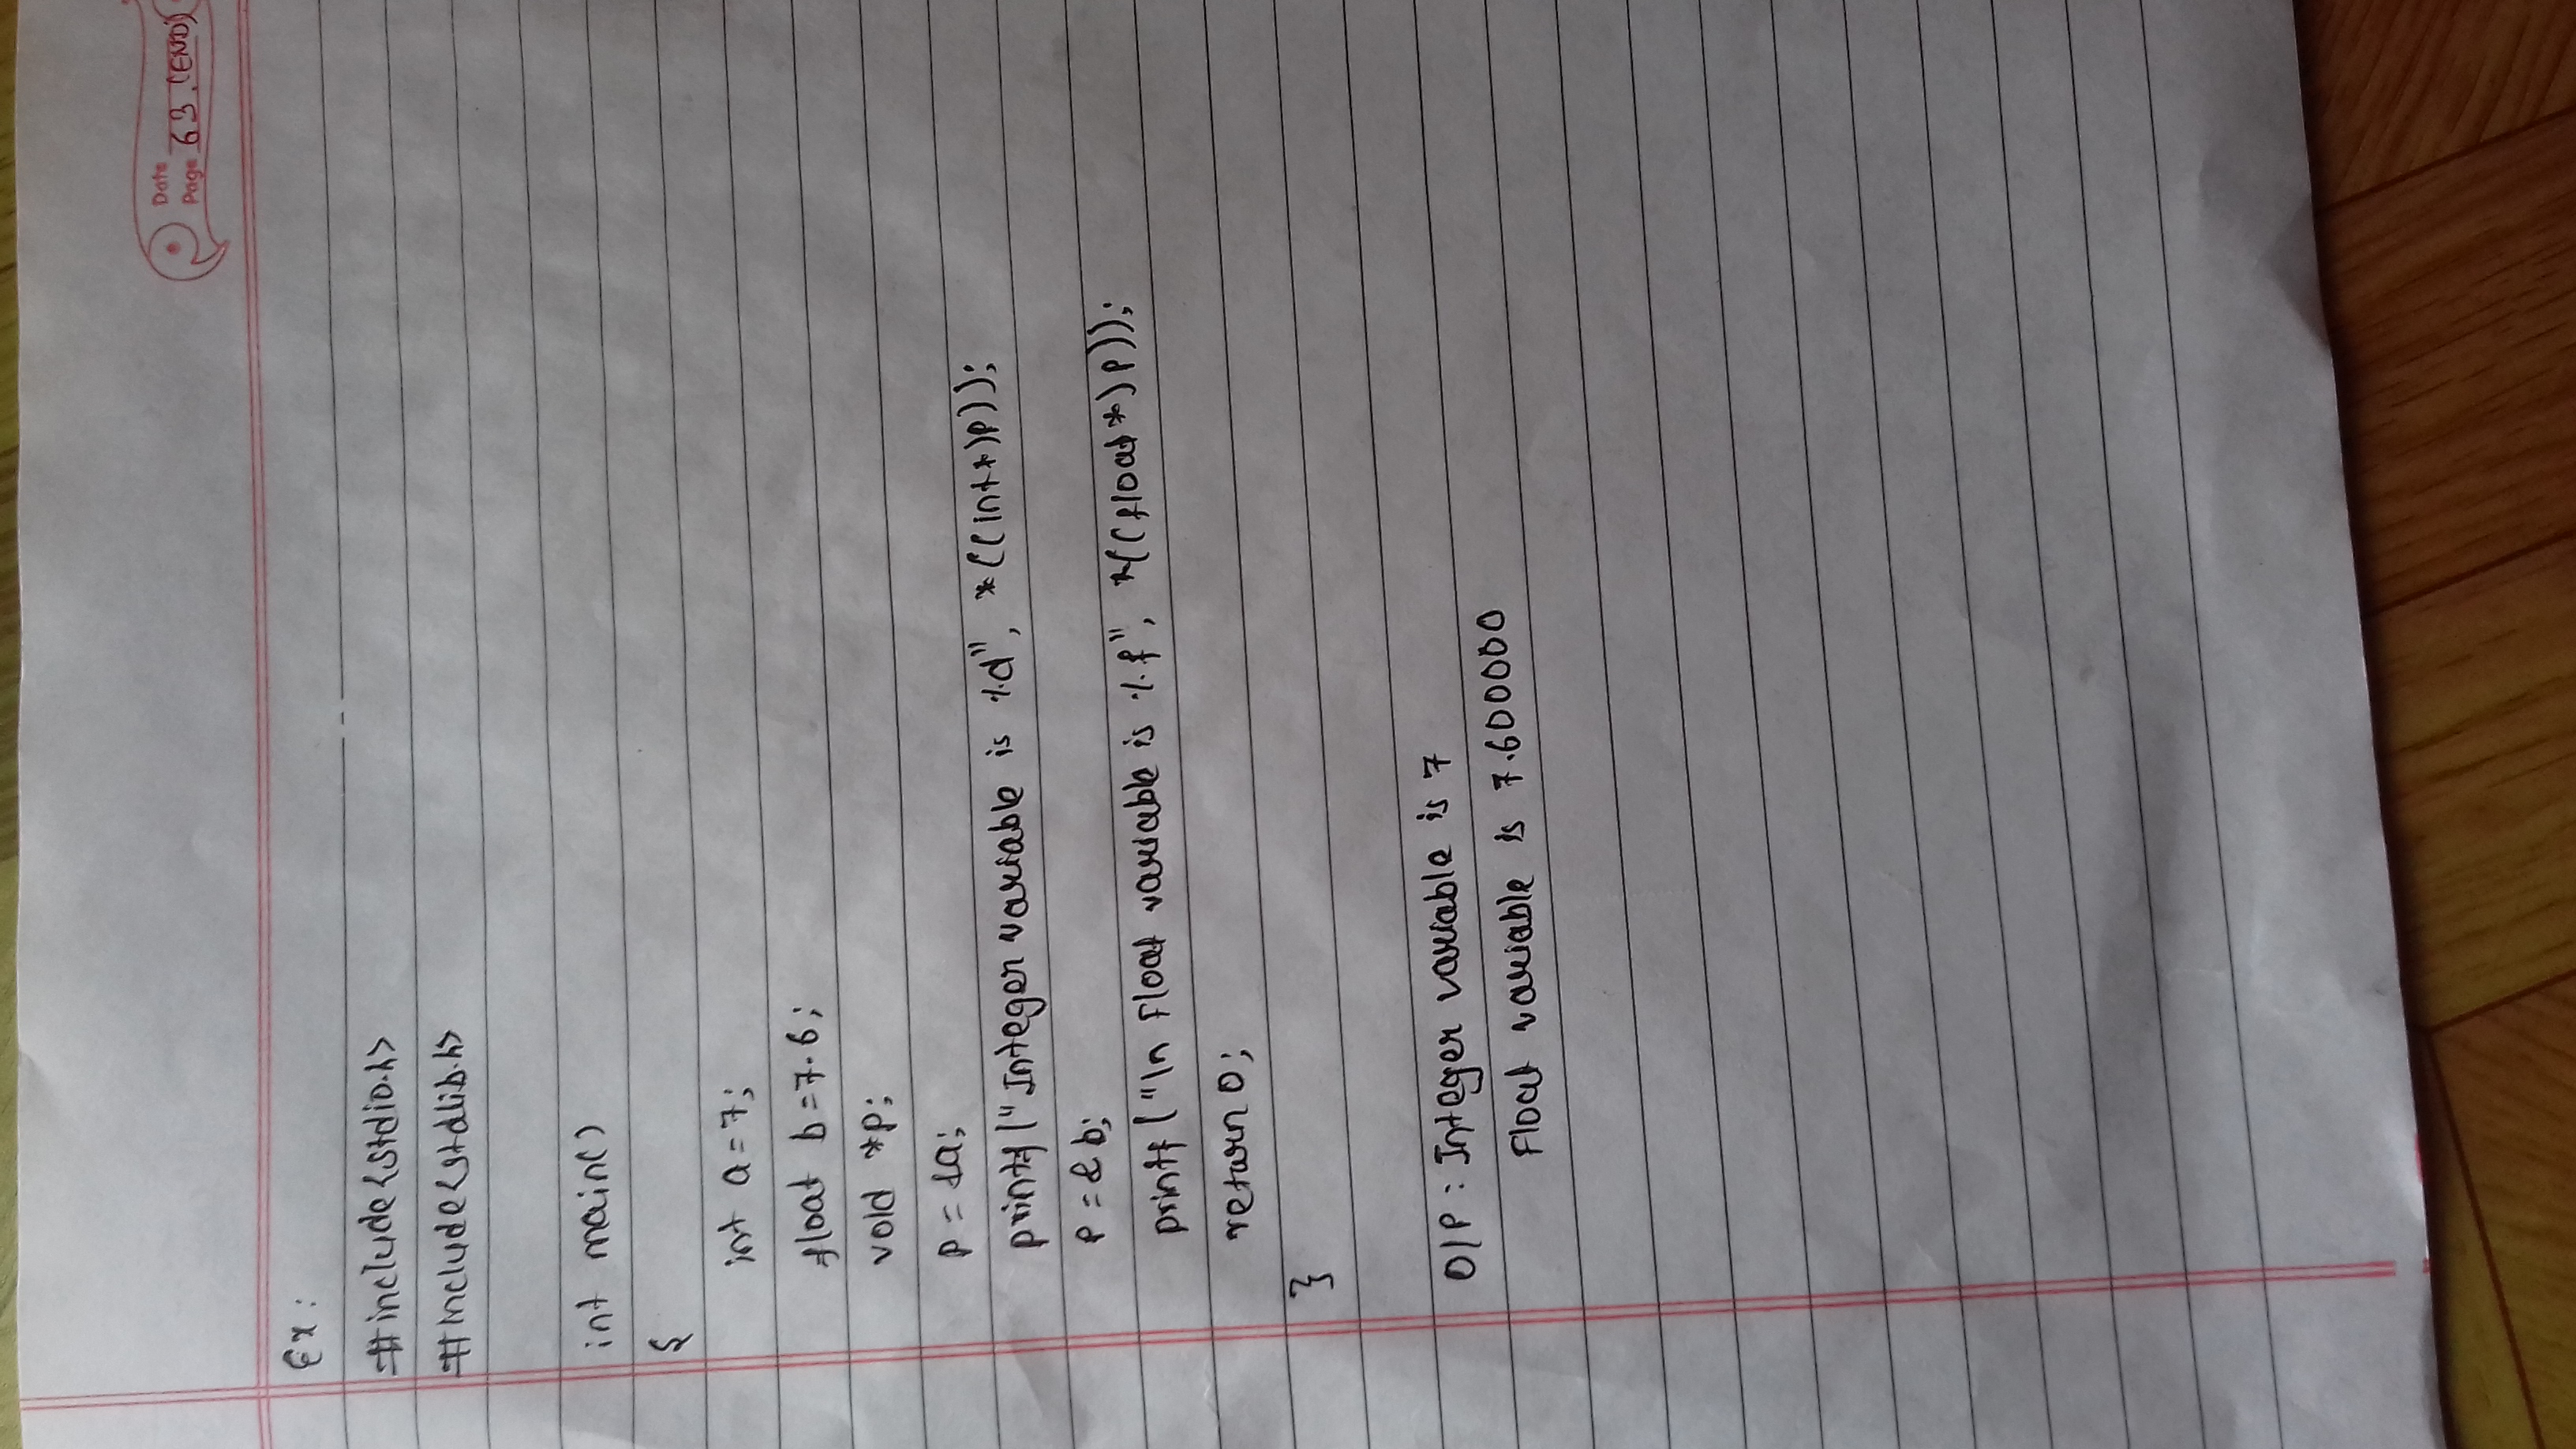 Date
Page 63.(END)
Ex:
#include<stdio.h>
#include<stdlib.h>
int main()
{
int a=7;
float b=7.6;
void *p;
p = &a;
printf("Integer variable is %d", *((int*)p));
p = &b;
printf("\n Float variable is %f", *((float*)p));
return 0;
}
O/P : Integer variable is 7
Float variable is 7.600000